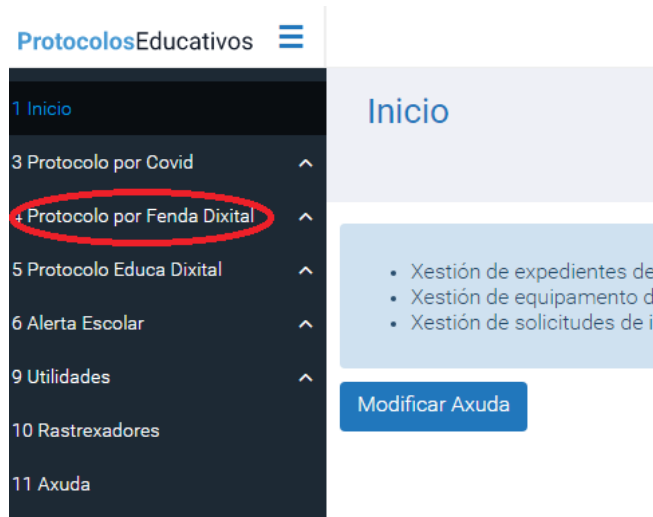 ProtocolosEducativos
1 Inicio
3 Protocolo por Covid
4 Protocolo por Fenda Dixital
5 Protocolo Educa Dixital
6 Alerta Escolar
9 Utilidades
10 Rastrexadores
11 Axuda
Inicio
• Xestión de expedientes de
• Xestión de equipamento d
• Xestión de solicitudes de i
Modificar Axuda